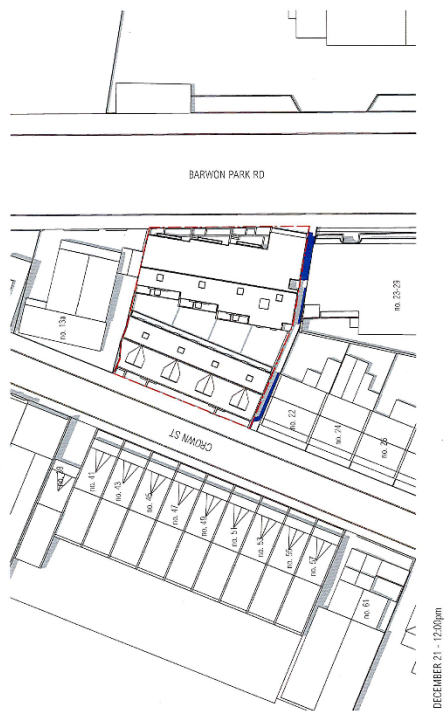 BARWON PARK RD
no. 23-29
no. 13a
no. 22
no. 24
CROWN ST
no. 41
no. 43
no. 45
no. 47
no. 49
no. 51
no. 53
no. 55
no. 57
no. 61
DECEMBER 21 - 12:00pm